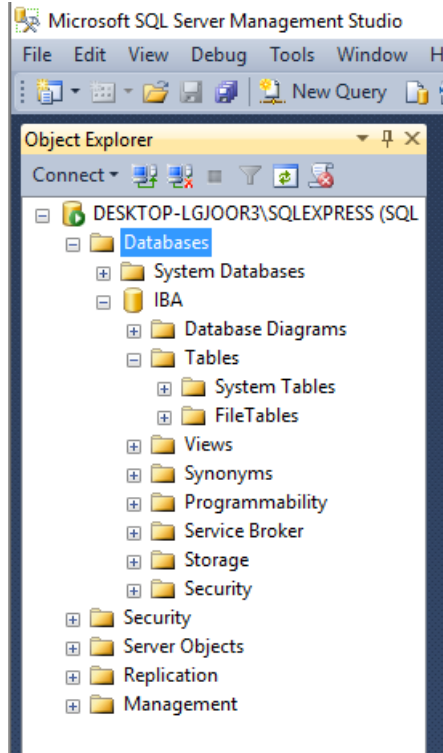 Microsoft SQL Server Management Studio
File Edit View Debug Tools Window H
New Query
Object Explorer
Connect
DESKTOP-LGJOOR3\SQLEXPRESS (SQL
Databases
System Databases
IBA
Database Diagrams
Tables
System Tables
FileTables
Views
Synonyms
Programmability
Service Broker
Storage
Security
Security
Server Objects
Replication
Management